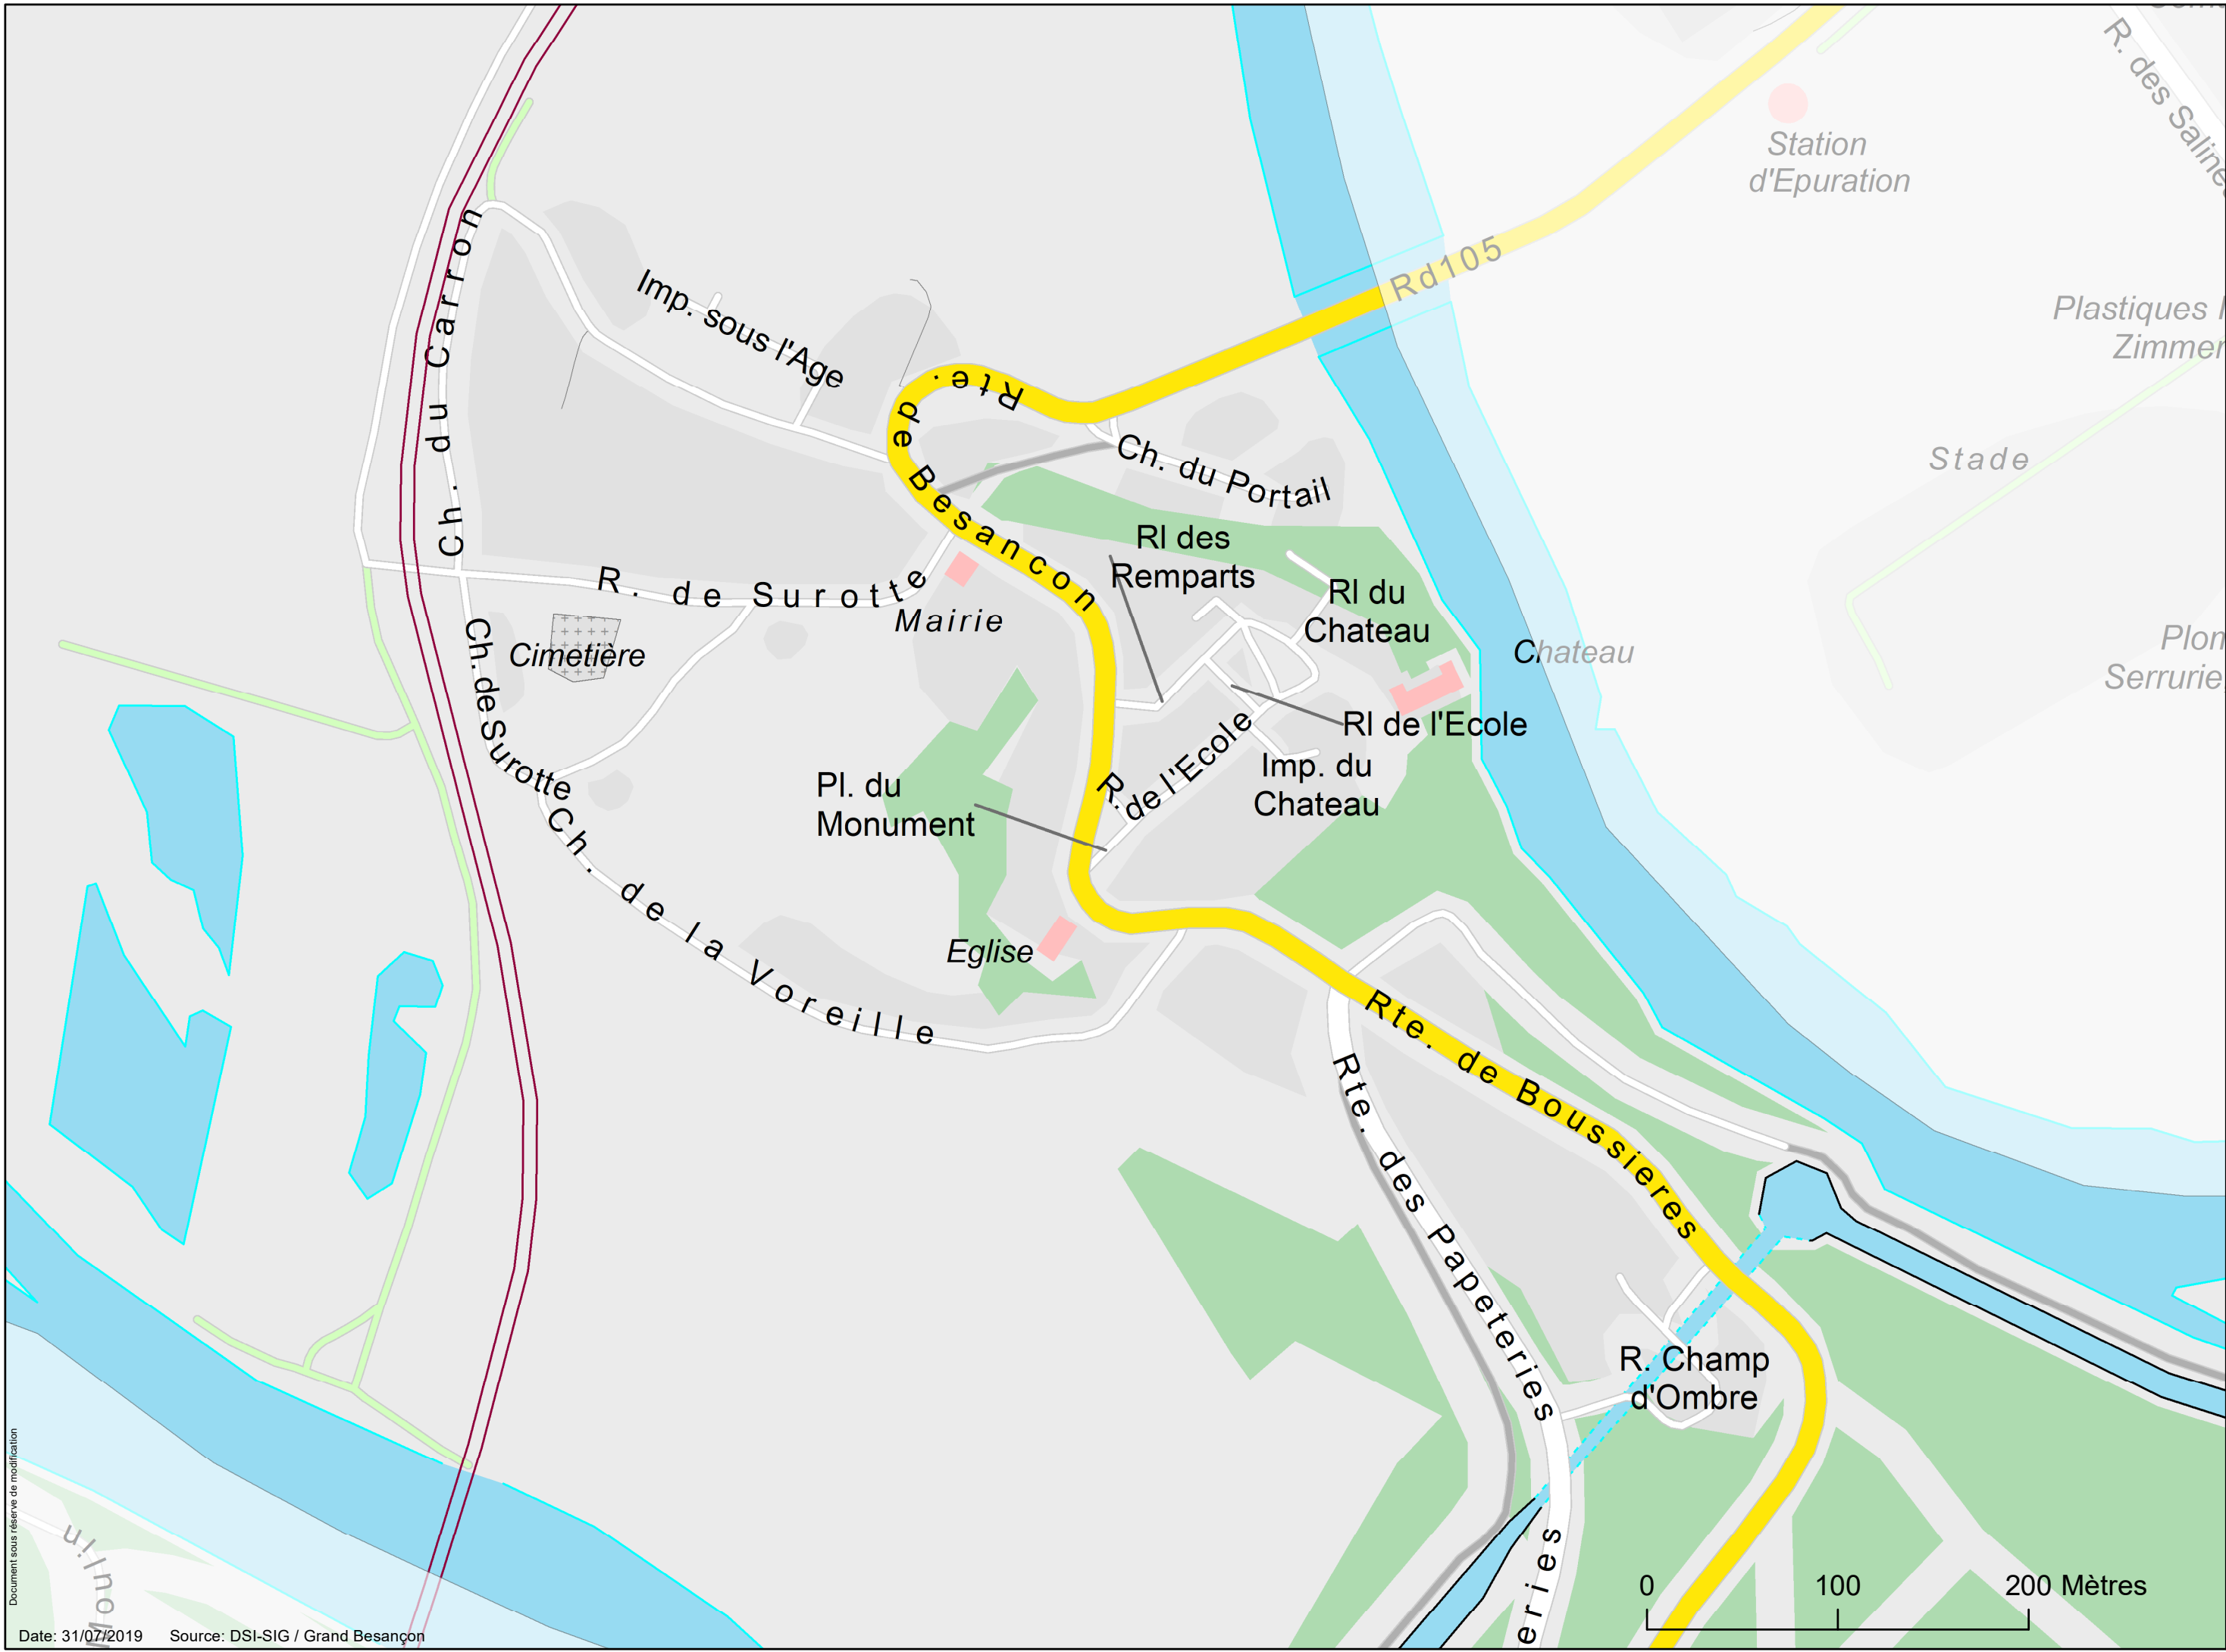 R. des Saline
Station
d'Epuration
Rd105
Imp. sous l'Age
Ch. du Carron
Plastiques
Zimmer
Rte. de Besancon
Ch. du Portail
Stade
Rl des
Remparts
R. de Surotte
Mairie
Rl du
Chateau
Chateau
Cimetière
Ch. de Surotte
Plom
Serrurie
Rl de l'Ecole
R. de l'Ecole
Imp. du
Chateau
Pl. du
Monument
Ch. de la Voreille
Eglise
Rte. de Boussieres
Rte. des Papeteries
R. Champ
d'Ombre
eries
Moulin
Document sous réserve de modification
0 100 200 Mètres
Date: 31/07/2019 Source: DSI-SIG / Grand Besançon